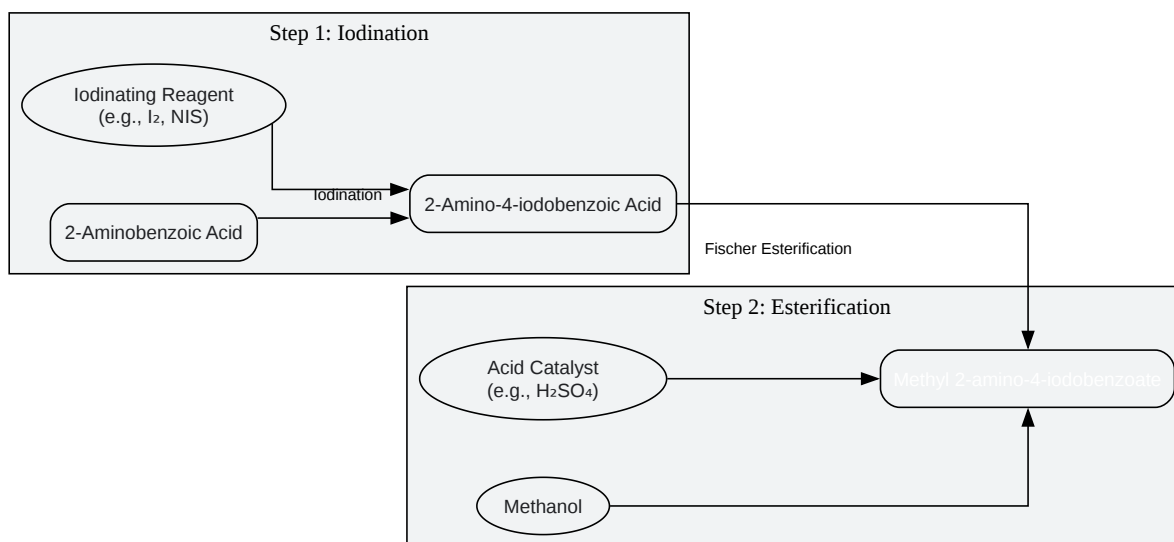 Step 1: Iodination
Iodinating Reagent
(e.g., I₂, NIS)
Iodination
2-Aminobenzoic Acid
2-Amino-4-iodobenzoic Acid
Fischer Esterification
Step 2: Esterification
Acid Catalyst
(e.g., H₂SO₄)
Methyl 2-amino-4-iodobenzoate
Methanol